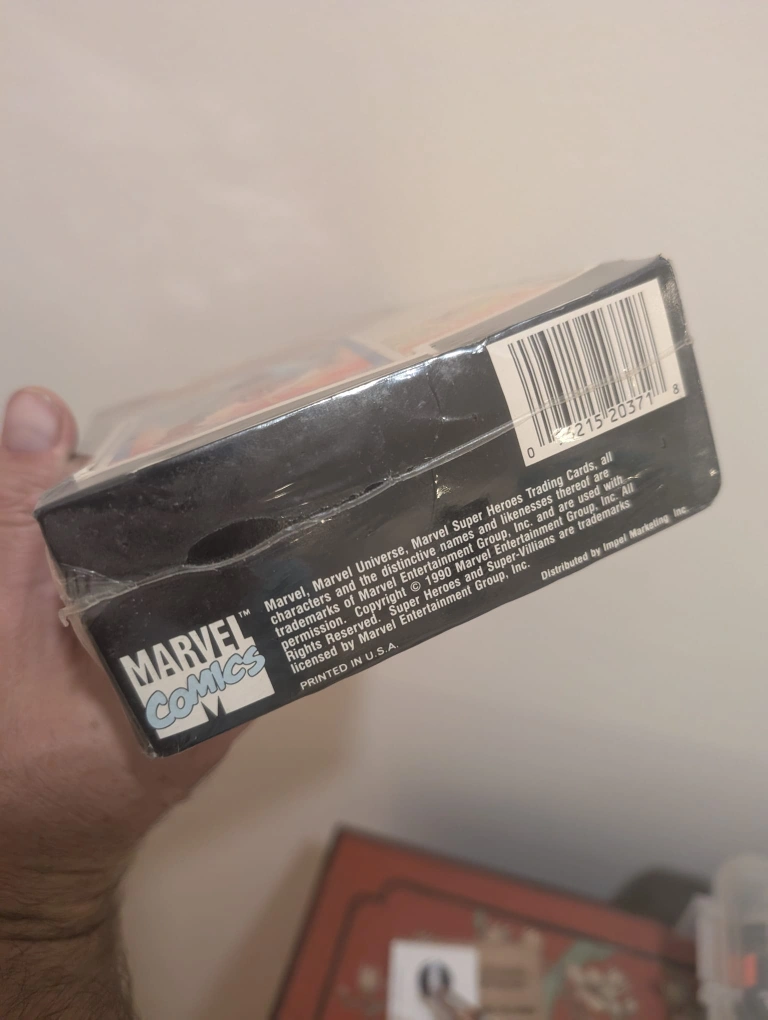 0 215 20371 8
Marvel, Marvel Universe, Marvel Super Heroes Trading Cards, all
characters and the distinctive names and likenesses thereof are
trademarks of Marvel Entertainment Group, Inc. and are used with
permission. Copyright © 1990 Marvel Entertainment Group, Inc. All
Rights Reserved. Super Heroes and Super-Villians are trademarks
licensed by Marvel Entertainment Group, Inc.
Distributed by Impel Marketing Inc.
PRINTED IN U.S.A.
MARVEL™
COMICS
M